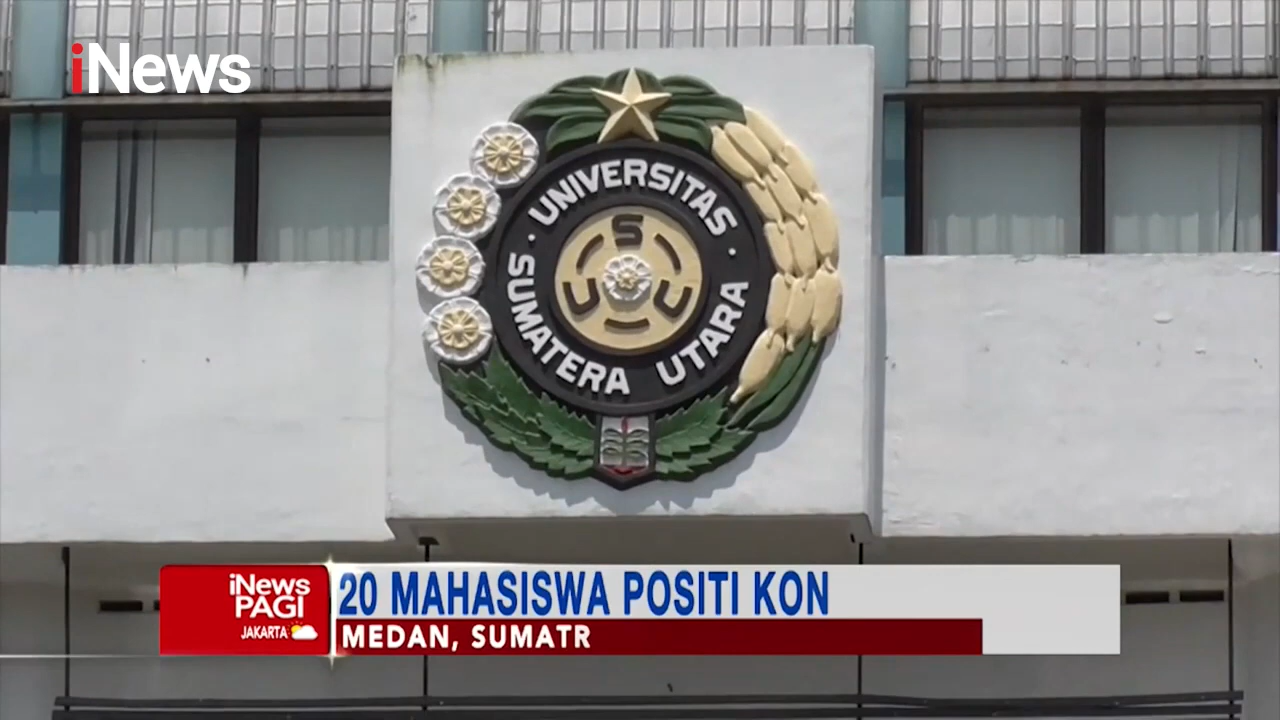 iNews
UNIVERSITAS
SUMATERA UTARA
S
U U
iNews
PAGI
JAKARTA
20 MAHASISWA POSITI KON
MEDAN, SUMATR